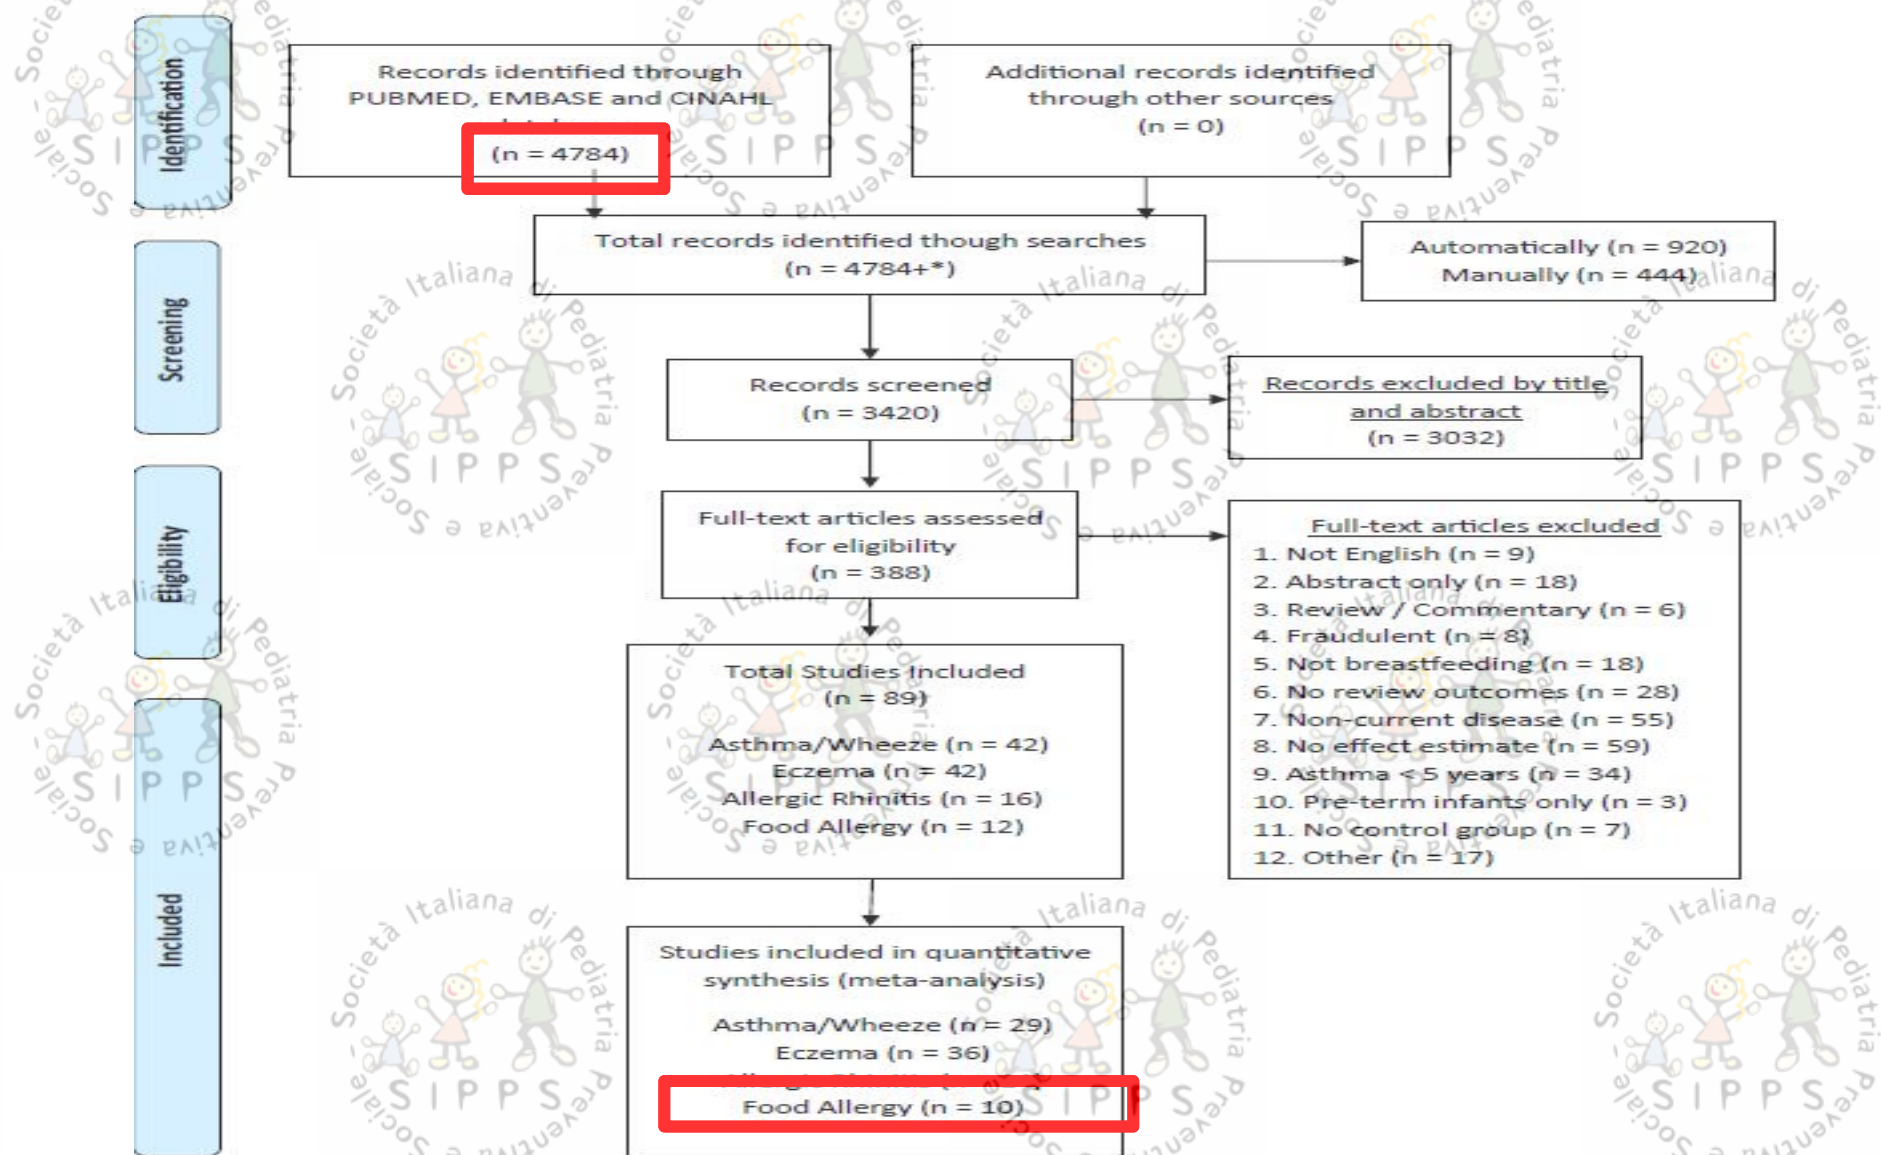 Identification
Records identified through
PUBMED, EMBASE and CINAHL
(n = 4784)
Additional records identified
through other sources
(n = 0)
Total records identified though searches
(n = 4784+*)
Automatically (n = 920)
Manually (n = 444)
Screening
Records screened
(n = 3420)
Records excluded by title
and abstract
(n = 3032)
Eligibility
Full-text articles assessed
for eligibility
(n = 388)
Full-text articles excluded
1. Not English (n = 9)
2. Abstract only (n = 18)
3. Review / Commentary (n = 6)
4. Fraudulent (n = 8)
5. Not breastfeeding (n = 18)
6. No review outcomes (n = 28)
7. Non-current disease (n = 55)
8. No effect estimate (n = 59)
9. Asthma < 5 years (n = 34)
10. Pre-term infants only (n = 3)
11. No control group (n = 7)
12. Other (n = 17)
Included
Total Studies Included
(n = 89)
Asthma/Wheeze (n = 42)
Eczema (n = 42)
Allergic Rhinitis (n = 16)
Food Allergy (n = 12)
Studies included in quantitative
synthesis (meta-analysis)
Asthma/Wheeze (n = 29)
Eczema (n = 36)
Food Allergy (n = 10)
Società Italiana di Pediatria Preventiva e Sociale
SIPPS